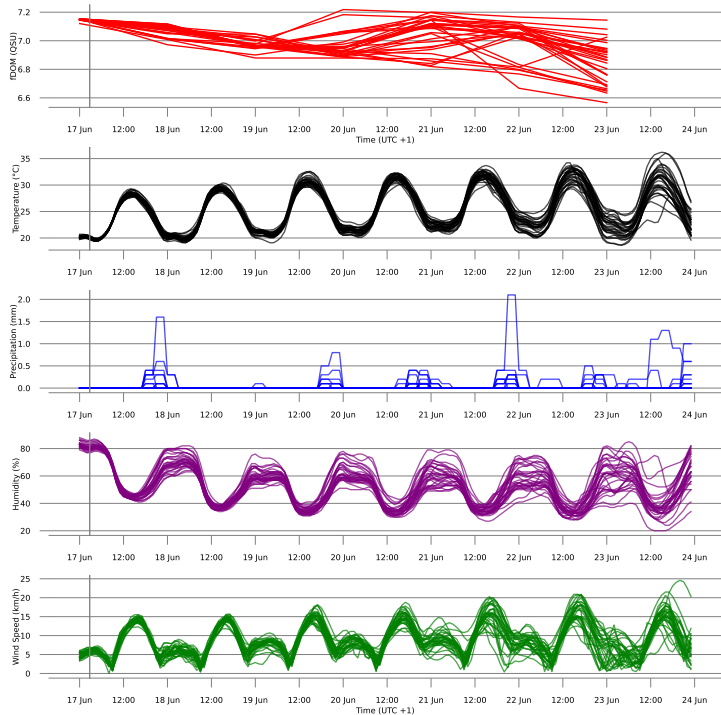 7.2
7.0
6.8
6.6
fDOM (QSU)
17 Jun 12:00 18 Jun 12:00 19 Jun 12:00 20 Jun 12:00 21 Jun 12:00 22 Jun 12:00 23 Jun 12:00 24 Jun
Time (UTC +1)
35
30
25
20
Temperature (°C)
17 Jun 12:00 18 Jun 12:00 19 Jun 12:00 20 Jun 12:00 21 Jun 12:00 22 Jun 12:00 23 Jun 12:00 24 Jun
2.0
1.5
1.0
0.5
0.0
Precipitation (mm)
17 Jun 12:00 18 Jun 12:00 19 Jun 12:00 20 Jun 12:00 21 Jun 12:00 22 Jun 12:00 23 Jun 12:00 24 Jun
80
60
40
20
Humidity (%)
17 Jun 12:00 18 Jun 12:00 19 Jun 12:00 20 Jun 12:00 21 Jun 12:00 22 Jun 12:00 23 Jun 12:00 24 Jun
25
20
15
10
5
0
Wind Speed (km/h)
17 Jun 12:00 18 Jun 12:00 19 Jun 12:00 20 Jun 12:00 21 Jun 12:00 22 Jun 12:00 23 Jun 12:00 24 Jun
Time (UTC +1)